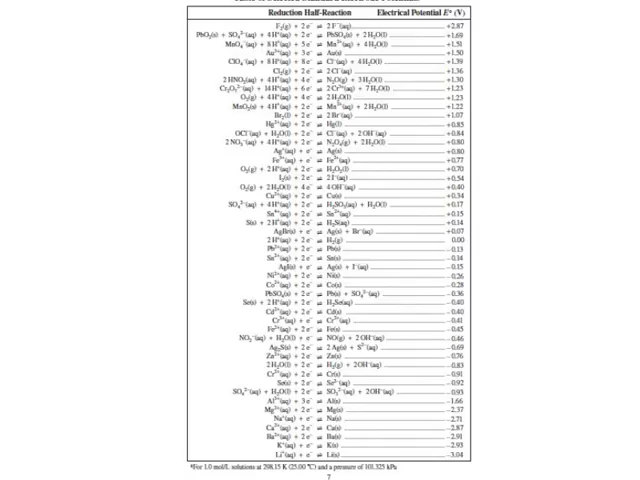 Reduction Half-Reaction Electrical Potential E° (V)
F₂(g) + 2 e⁻ ⇌ 2 F⁻(aq) +2.87
PbO₂(s) + SO₄²⁻(aq) + 4 H⁺(aq) + 2 e⁻ ⇌ PbSO₄(s) + 2 H₂O(l) +1.69
MnO₄⁻(aq) + 8 H⁺(aq) + 5 e⁻ ⇌ Mn²⁺(aq) + 4 H₂O(l) +1.51
Au³⁺(aq) + 3 e⁻ ⇌ Au(s) +1.50
ClO₄⁻(aq) + 8 H⁺(aq) + 8 e⁻ ⇌ Cl⁻(aq) + 4 H₂O(l) +1.39
Cl₂(g) + 2 e⁻ ⇌ 2 Cl⁻(aq) +1.36
2 HNO₂(aq) + 4 H⁺(aq) + 4 e⁻ ⇌ N₂O(g) + 3 H₂O(l) +1.30
Cr₂O₇²⁻(aq) + 14 H⁺(aq) + 6 e⁻ ⇌ 2 Cr³⁺(aq) + 7 H₂O(l) +1.23
O₂(g) + 4 H⁺(aq) + 4 e⁻ ⇌ 2 H₂O(l) +1.23
MnO₂(s) + 4 H⁺(aq) + 2 e⁻ ⇌ Mn²⁺(aq) + 2 H₂O(l) +1.22
Br₂(l) + 2 e⁻ ⇌ 2 Br⁻(aq) +1.07
Hg²⁺(aq) + 2 e⁻ ⇌ Hg(l) +0.85
OCl⁻(aq) + H₂O(l) + 2 e⁻ ⇌ Cl⁻(aq) + 2 OH⁻(aq) +0.84
2 NO₃⁻(aq) + 4 H⁺(aq) + 2 e⁻ ⇌ N₂O₄(g) + 2 H₂O(l) +0.80
Ag⁺(aq) + e⁻ ⇌ Ag(s) +0.80
Fe³⁺(aq) + e⁻ ⇌ Fe²⁺(aq) +0.77
O₂(g) + 2 H⁺(aq) + 2 e⁻ ⇌ H₂O₂(l) +0.70
I₂(s) + 2 e⁻ ⇌ 2 I⁻(aq) +0.54
O₂(g) + 2 H₂O(l) + 4 e⁻ ⇌ 4 OH⁻(aq) +0.40
Cu²⁺(aq) + 2 e⁻ ⇌ Cu(s) +0.34
SO₄²⁻(aq) + 4 H⁺(aq) + 2 e⁻ ⇌ H₂SO₃(aq) + H₂O(l) +0.17
Sn⁴⁺(aq) + 2 e⁻ ⇌ Sn²⁺(aq) +0.15
S(s) + 2 H⁺(aq) + 2 e⁻ ⇌ H₂S(aq) +0.14
AgBr(s) + e⁻ ⇌ Ag(s) + Br⁻(aq) +0.07
2 H⁺(aq) + 2 e⁻ ⇌ H₂(g) 0.00
Pb²⁺(aq) + 2 e⁻ ⇌ Pb(s) −0.13
Sn²⁺(aq) + 2 e⁻ ⇌ Sn(s) −0.14
AgI(s) + e⁻ ⇌ Ag(s) + I⁻(aq) −0.15
Ni²⁺(aq) + 2 e⁻ ⇌ Ni(s) −0.26
Co²⁺(aq) + 2 e⁻ ⇌ Co(s) −0.28
PbSO₄(s) + 2 e⁻ ⇌ Pb(s) + SO₄²⁻(aq) −0.36
Se(s) + 2 H⁺(aq) + 2 e⁻ ⇌ H₂Se(aq) −0.40
Cd²⁺(aq) + 2 e⁻ ⇌ Cd(s) −0.40
Cr³⁺(aq) + e⁻ ⇌ Cr²⁺(aq) −0.41
Fe²⁺(aq) + 2 e⁻ ⇌ Fe(s) −0.45
NO₂⁻(aq) + H₂O(l) + e⁻ ⇌ NO(g) + 2 OH⁻(aq) −0.46
Ag₂S(s) + 2 e⁻ ⇌ 2 Ag(s) + S²⁻(aq) −0.69
Zn²⁺(aq) + 2 e⁻ ⇌ Zn(s) −0.76
2 H₂O(l) + 2 e⁻ ⇌ H₂(g) + 2 OH⁻(aq) −0.83
Cr²⁺(aq) + 2 e⁻ ⇌ Cr(s) −0.91
Se(s) + 2 e⁻ ⇌ Se²⁻(aq) −0.92
SO₄²⁻(aq) + H₂O(l) + 2 e⁻ ⇌ SO₃²⁻(aq) + 2 OH⁻(aq) −0.93
Al³⁺(aq) + 3 e⁻ ⇌ Al(s) −1.66
Mg²⁺(aq) + 2 e⁻ ⇌ Mg(s) −2.37
Na⁺(aq) + e⁻ ⇌ Na(s) −2.71
Ca²⁺(aq) + 2 e⁻ ⇌ Ca(s) −2.87
Ba²⁺(aq) + 2 e⁻ ⇌ Ba(s) −2.91
K⁺(aq) + e⁻ ⇌ K(s) −2.93
Li⁺(aq) + e⁻ ⇌ Li(s) −3.04
*For 1.0 mol/L solutions at 298.15 K (25.00 °C) and a pressure of 101.325 kPa
7